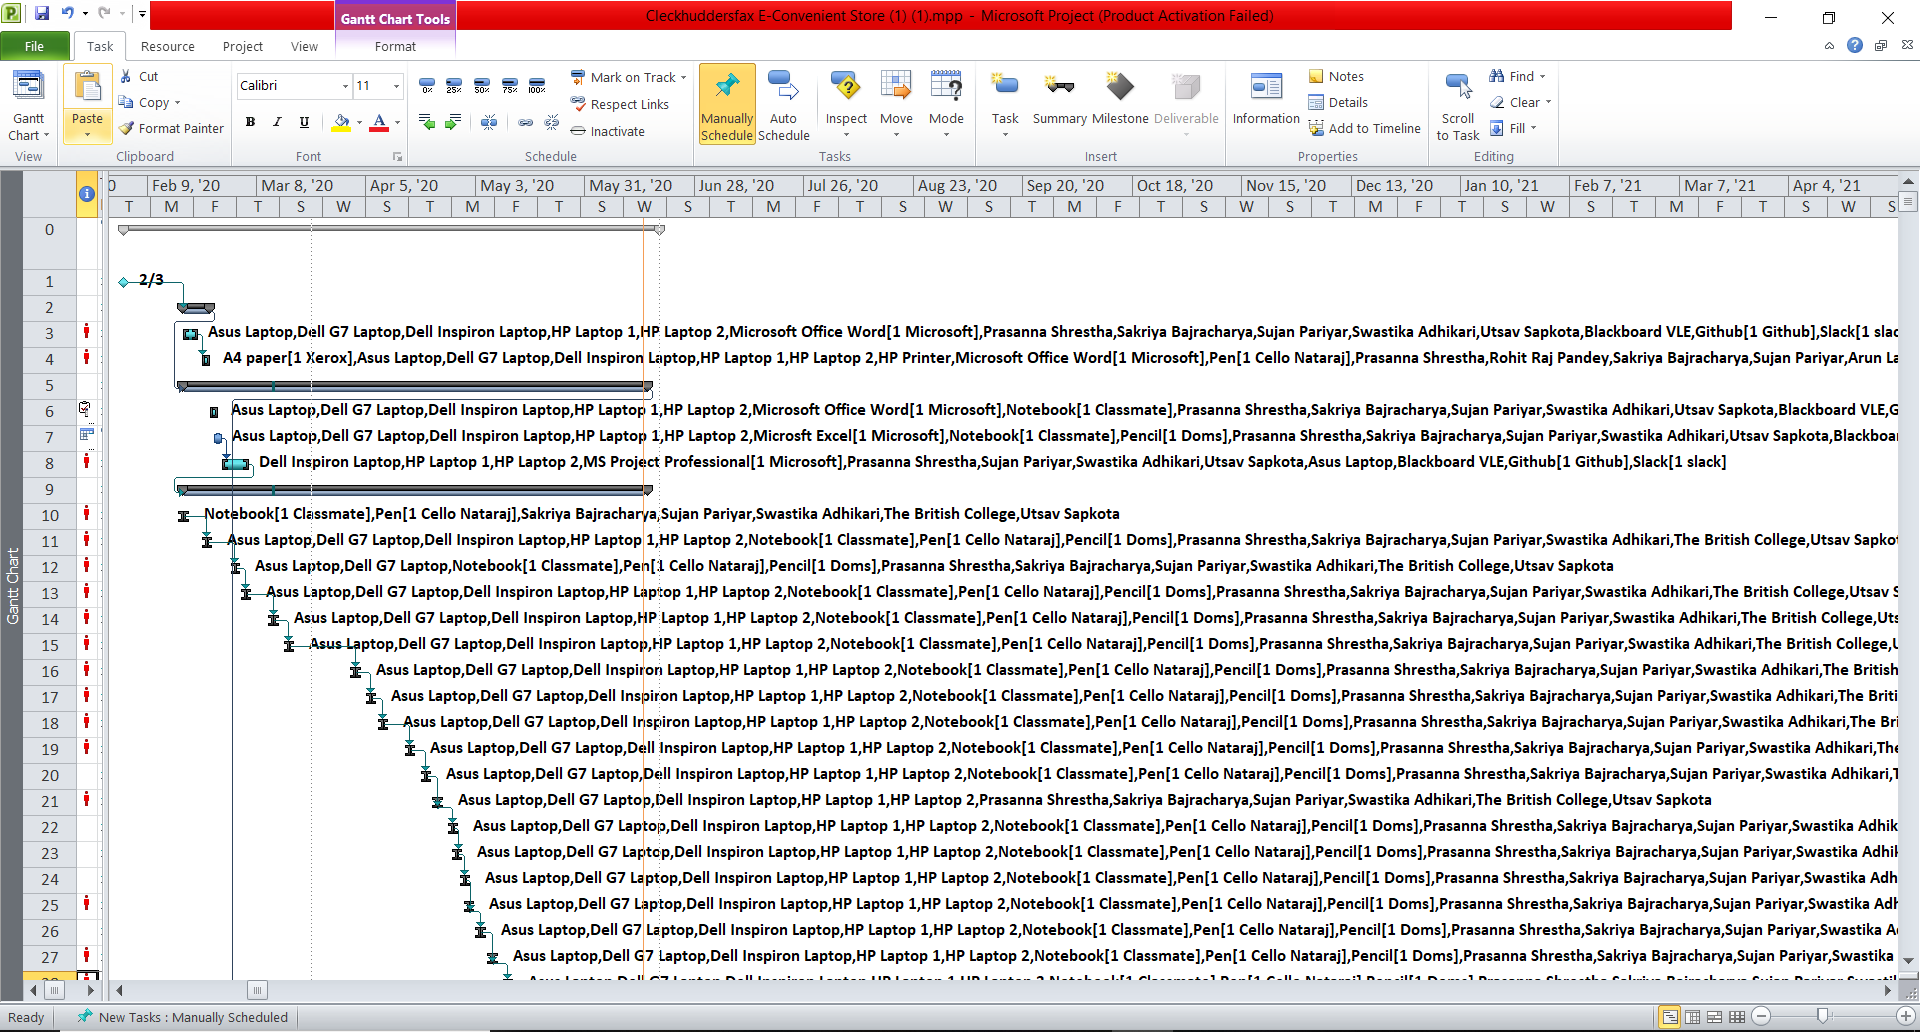 Gantt Chart Tools
Cleckhuddersfax E-Convenient Store (1) (1).mpp - Microsoft Project (Product Activation Failed)
File Task Resource Project View Format
Gantt Chart
View
Paste
Cut
Copy
Format Painter
Clipboard
Calibri 11
B I U
Font
0% 25% 50% 75% 100%
Mark on Track
Respect Links
Inactivate
Schedule
Manually Schedule
Auto Schedule
Inspect
Move
Mode
Tasks
Task
Summary
Milestone
Deliverable
Insert
Information
Notes
Details
Add to Timeline
Properties
Scroll to Task
Find
Clear
Fill
Editing
0 Feb 9, '20 Mar 8, '20 Apr 5, '20 May 3, '20 May 31, '20 Jun 28, '20 Jul 26, '20 Aug 23, '20 Sep 20, '20 Oct 18, '20 Nov 15, '20 Dec 13, '20 Jan 10, '21 Feb 7, '21 Mar 7, '21 Apr 4, '21
T M F T S W S T M F T S W S T M F T S W S T M F T S W S T M F T S W S T M F T S W S
0
1 2/3
2
3 Asus Laptop,Dell G7 Laptop,Dell Inspiron Laptop,HP Laptop 1,HP Laptop 2,Microsoft Office Word[1 Microsoft],Prasanna Shrestha,Sakriya Bajracharya,Sujan Pariyar,Swastika Adhikari,Utsav Sapkota,Blackboard VLE,Github[1 Github],Slack[1 slac
4 A4 paper[1 Xerox],Asus Laptop,Dell G7 Laptop,Dell Inspiron Laptop,HP Laptop 1,HP Laptop 2,HP Printer,Microsoft Office Word[1 Microsoft],Pen[1 Cello Nataraj],Prasanna Shrestha,Rohit Raj Pandey,Sakriya Bajracharya,Sujan Pariyar,Arun La
5
6 Asus Laptop,Dell G7 Laptop,Dell Inspiron Laptop,HP Laptop 1,HP Laptop 2,Microsoft Office Word[1 Microsoft],Notebook[1 Classmate],Prasanna Shrestha,Sakriya Bajracharya,Sujan Pariyar,Swastika Adhikari,Utsav Sapkota,Blackboard VLE,G
7 Asus Laptop,Dell G7 Laptop,Dell Inspiron Laptop,HP Laptop 1,HP Laptop 2,Microsft Excel[1 Microsoft],Notebook[1 Classmate],Pencil[1 Doms],Prasanna Shrestha,Sakriya Bajracharya,Sujan Pariyar,Swastika Adhikari,Utsav Sapkota,Blackboa
8 Dell Inspiron Laptop,HP Laptop 1,HP Laptop 2,MS Project Professional[1 Microsoft],Prasanna Shrestha,Sujan Pariyar,Swastika Adhikari,Utsav Sapkota,Asus Laptop,Blackboard VLE,Github[1 Github],Slack[1 slack]
9
10 Notebook[1 Classmate],Pen[1 Cello Nataraj],Sakriya Bajracharya,Sujan Pariyar,Swastika Adhikari,The British College,Utsav Sapkota
11 Asus Laptop,Dell G7 Laptop,Dell Inspiron Laptop,HP Laptop 1,HP Laptop 2,Notebook[1 Classmate],Pen[1 Cello Nataraj],Pencil[1 Doms],Prasanna Shrestha,Sakriya Bajracharya,Sujan Pariyar,Swastika Adhikari,The British College,Utsav Sapkot
12 Asus Laptop,Dell G7 Laptop,Notebook[1 Classmate],Pen[1 Cello Nataraj],Pencil[1 Doms],Prasanna Shrestha,Sakriya Bajracharya,Sujan Pariyar,Swastika Adhikari,The British College,Utsav Sapkota
13 Asus Laptop,Dell G7 Laptop,Dell Inspiron Laptop,HP Laptop 1,HP Laptop 2,Notebook[1 Classmate],Pen[1 Cello Nataraj],Pencil[1 Doms],Prasanna Shrestha,Sakriya Bajracharya,Sujan Pariyar,Swastika Adhikari,The British College,Utsav S
14 Asus Laptop,Dell G7 Laptop,Dell Inspiron Laptop,HP Laptop 1,HP Laptop 2,Notebook[1 Classmate],Pen[1 Cello Nataraj],Pencil[1 Doms],Prasanna Shrestha,Sakriya Bajracharya,Sujan Pariyar,Swastika Adhikari,The British College,Uts
15 Asus Laptop,Dell G7 Laptop,Dell Inspiron Laptop,HP Laptop 1,HP Laptop 2,Notebook[1 Classmate],Pen[1 Cello Nataraj],Pencil[1 Doms],Prasanna Shrestha,Sakriya Bajracharya,Sujan Pariyar,Swastika Adhikari,The British College,U
16 Asus Laptop,Dell G7 Laptop,Dell Inspiron Laptop,HP Laptop 1,HP Laptop 2,Notebook[1 Classmate],Pen[1 Cello Nataraj],Pencil[1 Doms],Prasanna Shrestha,Sakriya Bajracharya,Sujan Pariyar,Swastika Adhikari,The British
17 Asus Laptop,Dell G7 Laptop,Dell Inspiron Laptop,HP Laptop 1,HP Laptop 2,Notebook[1 Classmate],Pen[1 Cello Nataraj],Pencil[1 Doms],Prasanna Shrestha,Sakriya Bajracharya,Sujan Pariyar,Swastika Adhikari,The Briti
18 Asus Laptop,Dell G7 Laptop,Dell Inspiron Laptop,HP Laptop 1,HP Laptop 2,Notebook[1 Classmate],Pen[1 Cello Nataraj],Pencil[1 Doms],Prasanna Shrestha,Sakriya Bajracharya,Sujan Pariyar,Swastika Adhikari,The Bri
19 Asus Laptop,Dell G7 Laptop,Dell Inspiron Laptop,HP Laptop 1,HP Laptop 2,Notebook[1 Classmate],Pen[1 Cello Nataraj],Pencil[1 Doms],Prasanna Shrestha,Sakriya Bajracharya,Sujan Pariyar,Swastika Adhikari,The
20 Asus Laptop,Dell G7 Laptop,Dell Inspiron Laptop,HP Laptop 1,HP Laptop 2,Notebook[1 Classmate],Pen[1 Cello Nataraj],Pencil[1 Doms],Prasanna Shrestha,Sakriya Bajracharya,Sujan Pariyar,Swastika Adhikari,T
21 Asus Laptop,Dell G7 Laptop,Dell Inspiron Laptop,HP Laptop 1,HP Laptop 2,Prasanna Shrestha,Sakriya Bajracharya,Sujan Pariyar,Swastika Adhikari,The British College,Utsav Sapkota
22 Asus Laptop,Dell G7 Laptop,Dell Inspiron Laptop,HP Laptop 1,HP Laptop 2,Notebook[1 Classmate],Pen[1 Cello Nataraj],Pencil[1 Doms],Prasanna Shrestha,Sakriya Bajracharya,Sujan Pariyar,Swastika Adhik
23 Asus Laptop,Dell G7 Laptop,Dell Inspiron Laptop,HP Laptop 1,HP Laptop 2,Notebook[1 Classmate],Pen[1 Cello Nataraj],Pencil[1 Doms],Prasanna Shrestha,Sakriya Bajracharya,Sujan Pariyar,Swastika Adhil
24 Asus Laptop,Dell G7 Laptop,Dell Inspiron Laptop,HP Laptop 1,HP Laptop 2,Notebook[1 Classmate],Pen[1 Cello Nataraj],Pencil[1 Doms],Prasanna Shrestha,Sakriya Bajracharya,Sujan Pariyar,Swastika Adh
25 Asus Laptop,Dell G7 Laptop,Dell Inspiron Laptop,HP Laptop 1,HP Laptop 2,Notebook[1 Classmate],Pen[1 Cello Nataraj],Pencil[1 Doms],Prasanna Shrestha,Sakriya Bajracharya,Sujan Pariyar,Swastika Adh
26 Asus Laptop,Dell G7 Laptop,Dell Inspiron Laptop,HP Laptop 1,HP Laptop 2,Notebook[1 Classmate],Pen[1 Cello Nataraj],Pencil[1 Doms],Prasanna Shrestha,Sakriya Bajracharya,Sujan Pariyar,Swastika Ad
27 Asus Laptop,Dell G7 Laptop,Dell Inspiron Laptop,HP Laptop 1,HP Laptop 2,Notebook[1 Classmate],Pen[1 Cello Nataraj],Pencil[1 Doms],Prasanna Shrestha,Sakriya Bajracharya,Sujan Pariyar,Swastika
Gantt Chart
Ready New Tasks : Manually Scheduled